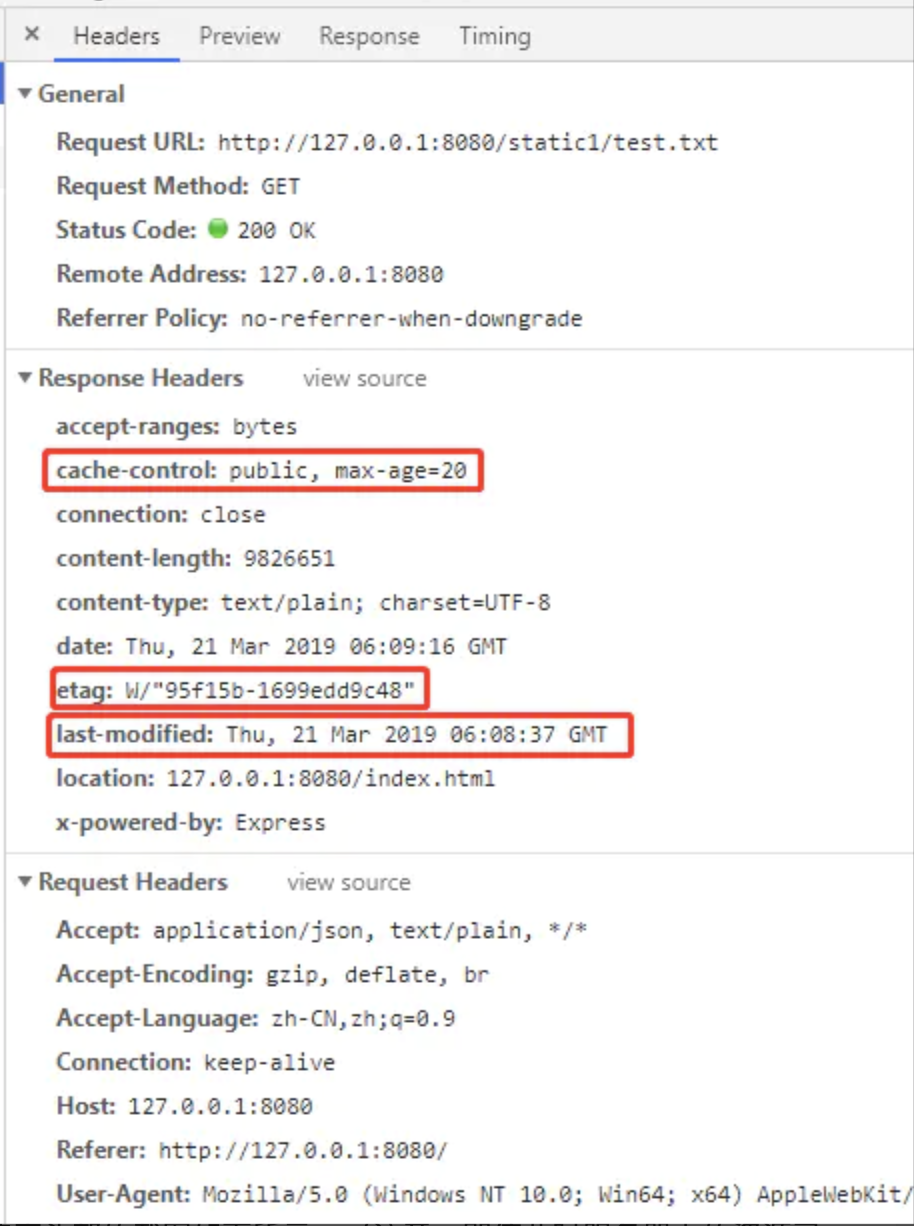 × Headers Preview Response Timing
▼ General
Request URL: http://127.0.0.1:8080/static1/test.txt
Request Method: GET
Status Code: 200 OK
Remote Address: 127.0.0.1:8080
Referrer Policy: no-referrer-when-downgrade
▼ Response Headers view source
accept-ranges: bytes
cache-control: public, max-age=20
connection: close
content-length: 9826651
content-type: text/plain; charset=UTF-8
date: Thu, 21 Mar 2019 06:09:16 GMT
etag: W/"95f15b-1699edd9c48"
last-modified: Thu, 21 Mar 2019 06:08:37 GMT
location: 127.0.0.1:8080/index.html
x-powered-by: Express
▼ Request Headers view source
Accept: application/json, text/plain, */*
Accept-Encoding: gzip, deflate, br
Accept-Language: zh-CN,zh;q=0.9
Connection: keep-alive
Host: 127.0.0.1:8080
Referer: http://127.0.0.1:8080/
User-Agent: Mozilla/5.0 (Windows NT 10.0; Win64; x64) AppleWebKit/